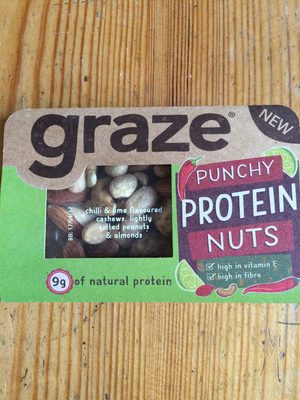 graze®
NEW
PUNCHY
PROTEIN
NUTS
chilli & lime flavoured
cashews, lightly
salted peanuts
& almonds
9g of natural protein
high in vitamin E
high in fibre